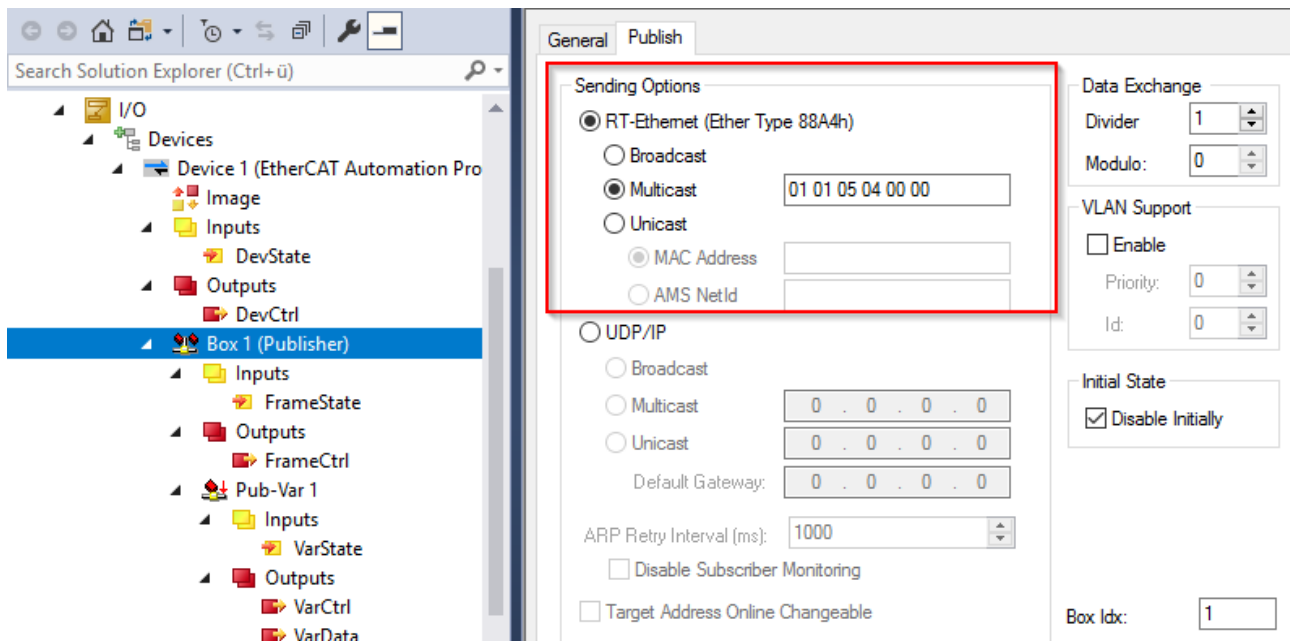 Search Solution Explorer (Ctrl+ü)
I/O
Devices
Device 1 (EtherCAT Automation Pro
Image
Inputs
DevState
Outputs
DevCtrl
Box 1 (Publisher)
Inputs
FrameState
Outputs
FrameCtrl
Pub-Var 1
Inputs
VarState
Outputs
VarCtrl
VarData
General Publish
Sending Options
RT-Ethernet (Ether Type 88A4h)
Broadcast
Multicast 01 01 05 04 00 00
Unicast
MAC Address
AMS NetId
UDP/IP
Broadcast
Multicast 0 . 0 . 0 . 0
Unicast 0 . 0 . 0 . 0
Default Gateway: 0 . 0 . 0 . 0
ARP Retry Interval (ms): 1000
Disable Subscriber Monitoring
Target Address Online Changeable
Data Exchange
Divider 1
Modulo: 0
VLAN Support
Enable
Priority: 0
Id: 0
Initial State
Disable Initially
Box Idx: 1